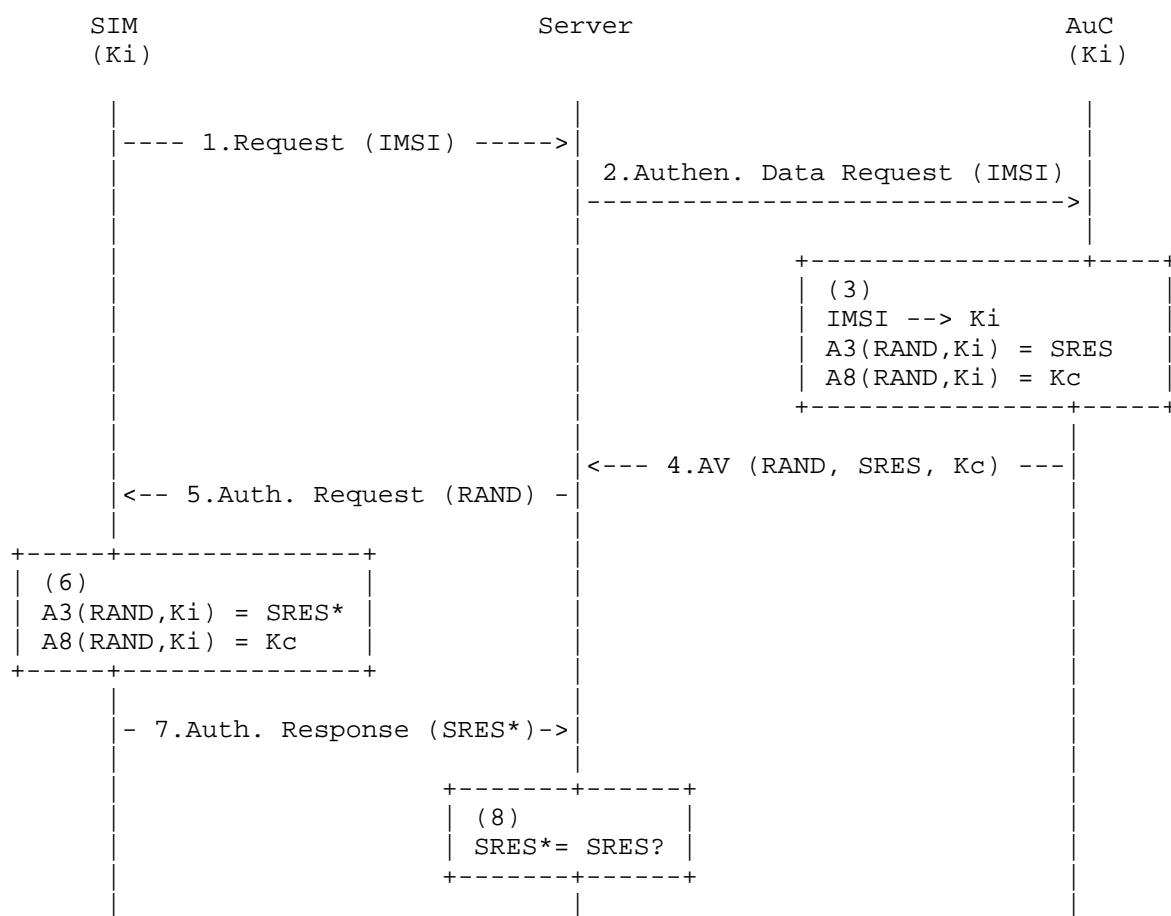 SIM Server AuC
(Ki) (Ki)
---- 1.Request (IMSI) ----->
2.Authen. Data Request (IMSI)
------------------------------>
(3)
IMSI --> Ki
A3(RAND,Ki) = SRES
A8(RAND,Ki) = Kc
<--- 4.AV (RAND, SRES, Kc) ---
<-- 5.Auth. Request (RAND) -
(6)
A3(RAND,Ki) = SRES*
A8(RAND,Ki) = Kc
- 7.Auth. Response (SRES*)->
(8)
SRES*= SRES?